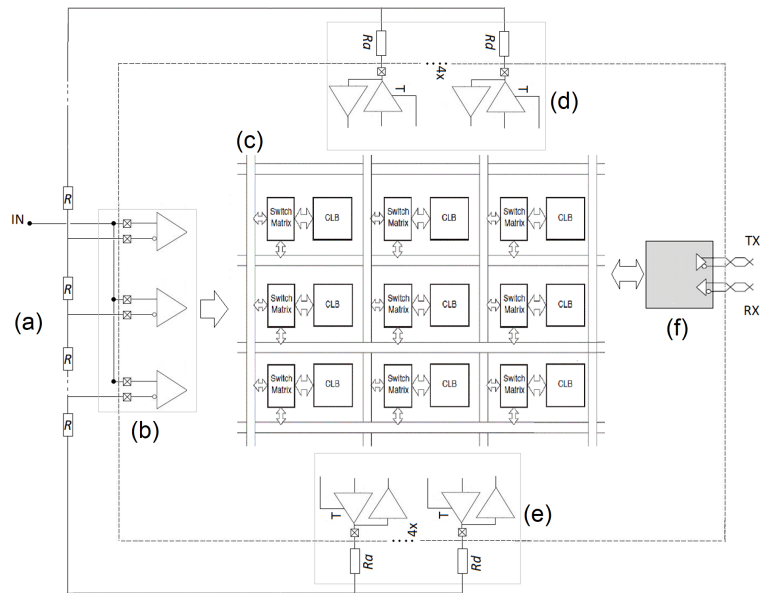 Ra
Rd
4x
T
T
(d)
(c)
R
IN
Switch Matrix
CLB
Switch Matrix
CLB
Switch Matrix
CLB
TX
R
(a)
Switch Matrix
CLB
Switch Matrix
CLB
Switch Matrix
CLB
RX
(f)
R
Switch Matrix
CLB
Switch Matrix
CLB
Switch Matrix
CLB
R
(b)
T
T
(e)
4x
Ra
Rd